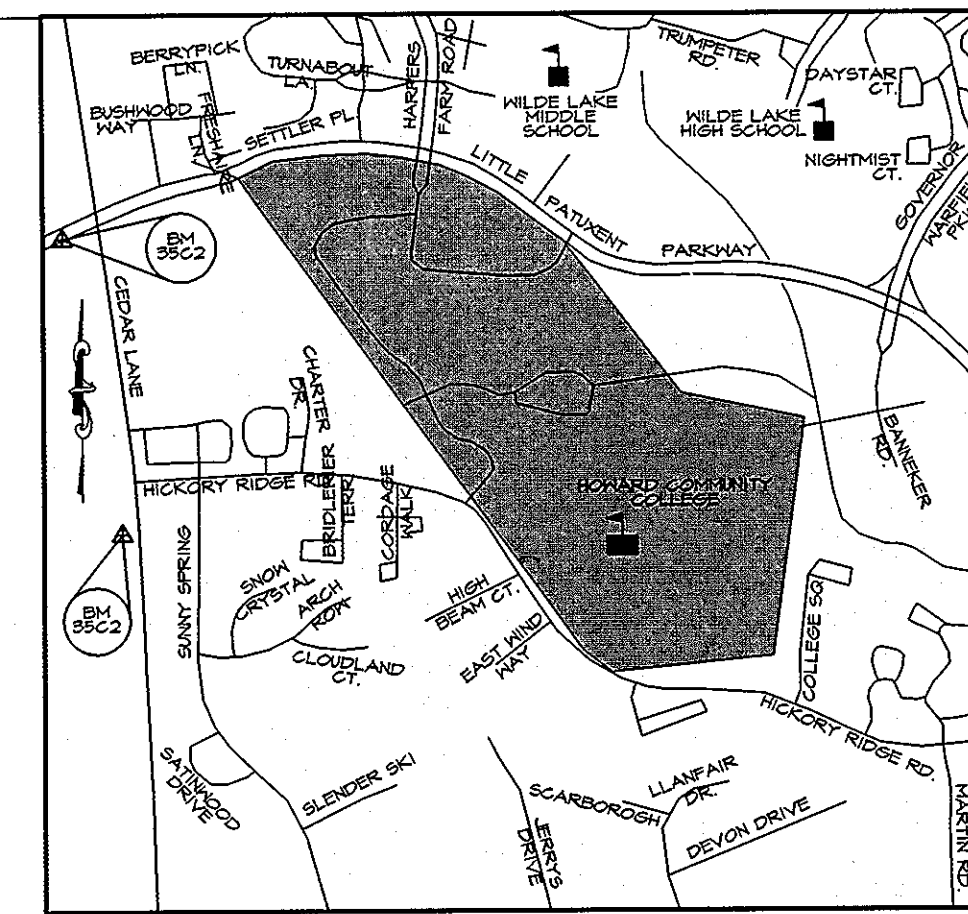 BERRYPICK
LN.
TURNABOUT
LA.
HARPERS
FARM ROAD
TRUMPETER
RD.
DAYSTAR
CT.
BUSHWOOD
WAY
FRESHAIRE
LN.
SETTLER PL
WILDE LAKE
MIDDLE
SCHOOL
WILDE LAKE
HIGH SCHOOL
NIGHTMIST
CT.
GOVERNOR
WARFIELD
PKWY
LITTLE
PATUXENT
PARKWAY
BM
35C2
CEDAR LANE
CHARTER
DR.
BANNEKER
RD.
HICKORY RIDGE RD
BRIDLERIER
TERR
CORDAGE
WALK
HOWARD COMMUNITY
COLLEGE
BM
35C2
SUNNY SPRING
SNOW
CRYSTAL
ARCH
ROW
CLOUDLAND
CT.
HIGH
BEAM CT.
EAST WIND
WAY
COLLEGE SQ
HICKORY RIDGE RD.
SATINWOOD
DRIVE
SLENDER SKI
JERRYS
DRIVE
SCARBOROGH
LLANFAIR
DR.
DEVON DRIVE
MARTIN RD.